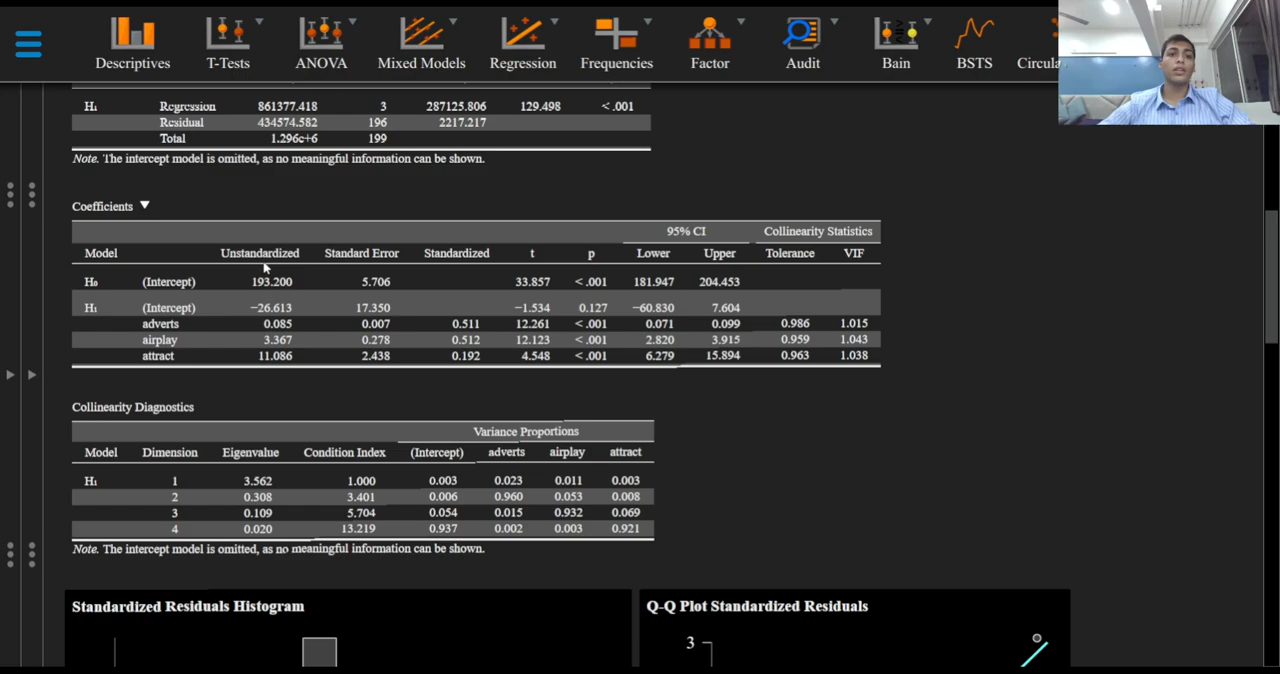 Descriptives T-Tests ANOVA Mixed Models Regression Frequencies Factor Audit Bain BSTS Circula
H₁ Regression 861377.418 3 287125.806 129.498 < .001
Residual 434574.582 196 2217.217
Total 1.296e+6 199
Note. The intercept model is omitted, as no meaningful information can be shown.
Coefficients ▼
95% CI Collinearity Statistics
Model Unstandardized Standard Error Standardized t p Lower Upper Tolerance VIF
H₀ (Intercept) 193.200 5.706 33.857 < .001 181.947 204.453
H₁ (Intercept) −26.613 17.350 −1.534 0.127 −60.830 7.604
adverts 0.085 0.007 0.511 12.261 < .001 0.071 0.099 0.986 1.015
airplay 3.367 0.278 0.512 12.123 < .001 2.820 3.915 0.959 1.043
attract 11.086 2.438 0.192 4.548 < .001 6.279 15.894 0.963 1.038
Collinearity Diagnostics
Variance Proportions
Model Dimension Eigenvalue Condition Index (Intercept) adverts airplay attract
H₁ 1 3.562 1.000 0.003 0.023 0.011 0.003
2 0.308 3.401 0.006 0.960 0.053 0.008
3 0.109 5.704 0.054 0.015 0.932 0.069
4 0.020 13.219 0.937 0.002 0.003 0.921
Note. The intercept model is omitted, as no meaningful information can be shown.
Standardized Residuals Histogram
Q-Q Plot Standardized Residuals
3